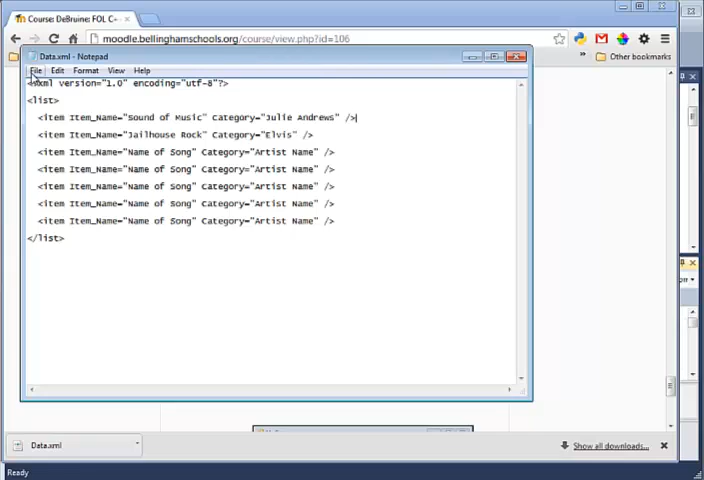 Course: DeBruine: FOL C+
moodle.bellinghamschools.org/course/view.php?id=106
Other bookmarks
Data.xml - Notepad
File Edit Format View Help
<?xml version="1.0" encoding="utf-8"?>
<list>
<item Item_Name="Sound of Music" Category="Julie Andrews" />
<item Item_Name="Jailhouse Rock" Category="Elvis" />
<item Item_Name="Name of Song" Category="Artist Name" />
<item Item_Name="Name of Song" Category="Artist Name" />
<item Item_Name="Name of Song" Category="Artist Name" />
<item Item_Name="Name of Song" Category="Artist Name" />
<item Item_Name="Name of Song" Category="Artist Name" />
</list>
Data.xml
Show all downloads...
Ready